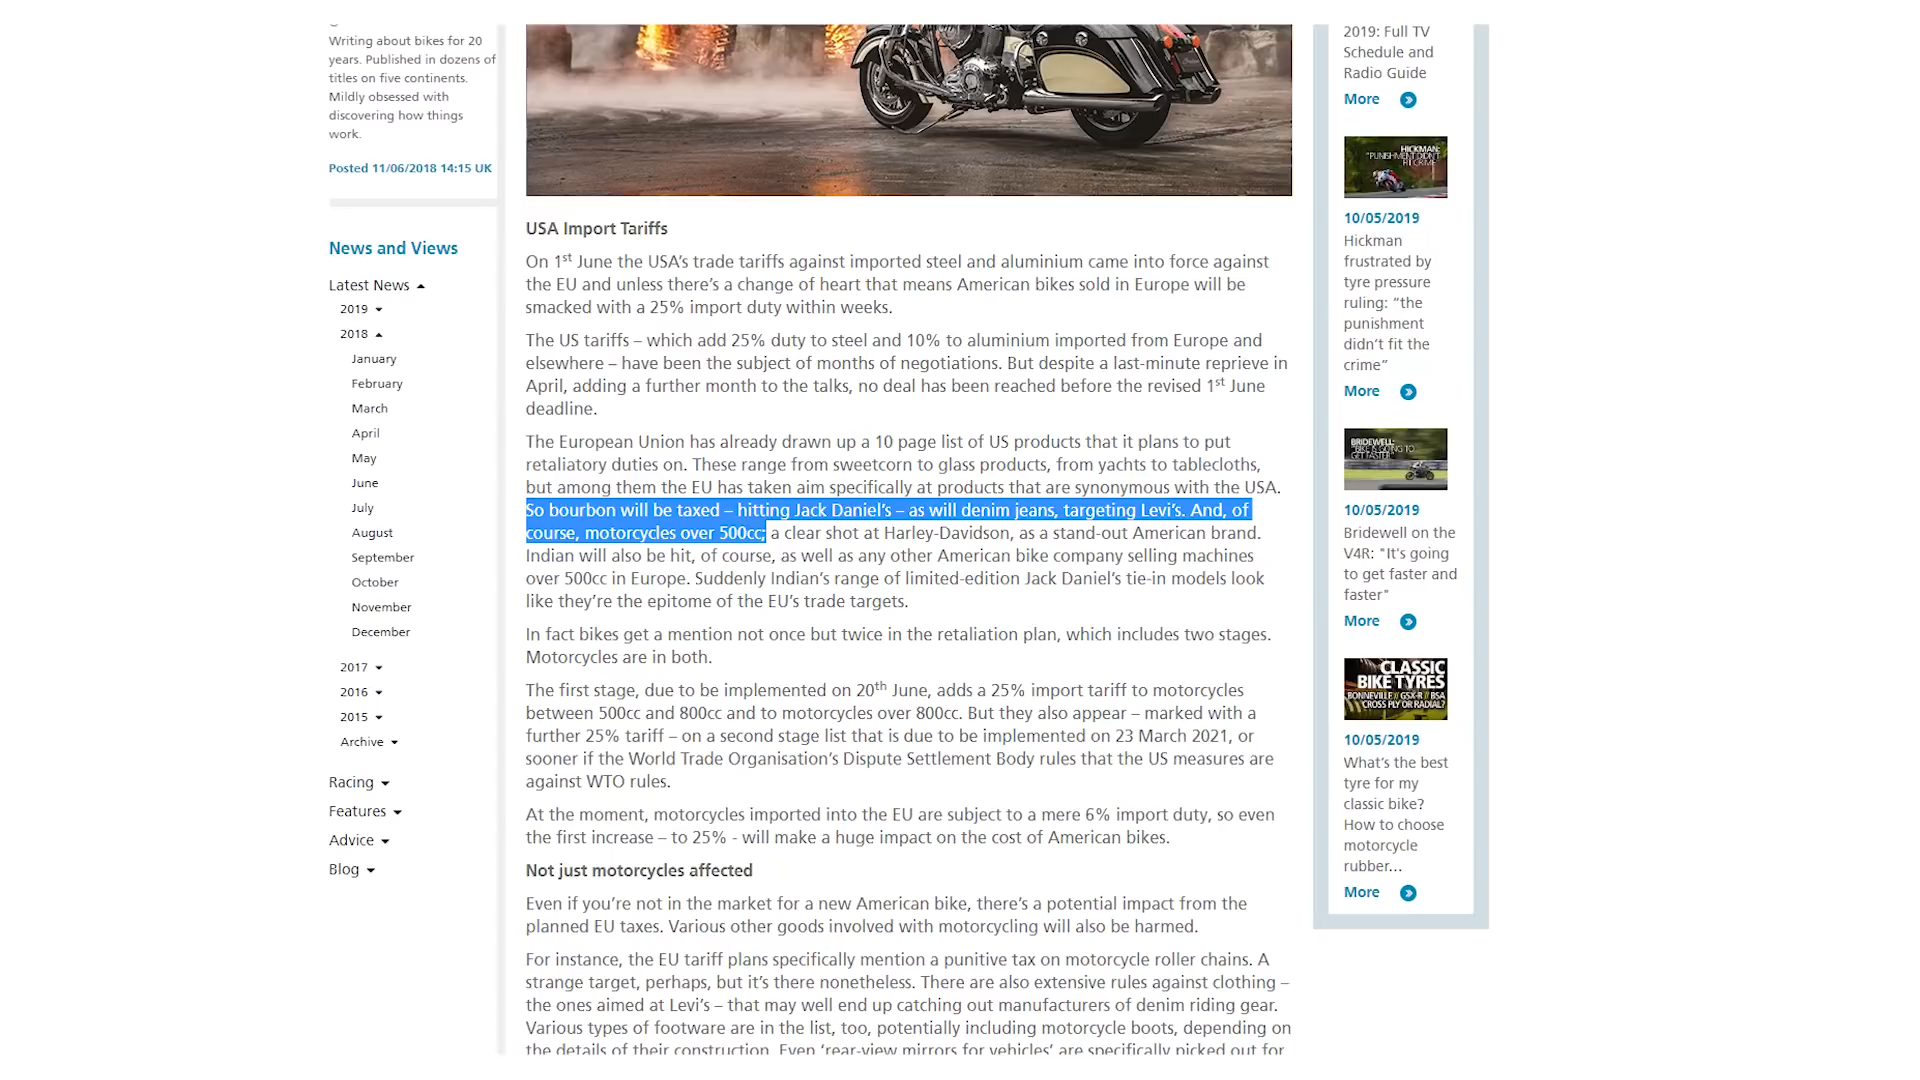 Writing about bikes for 20
years. Published in dozens of
titles on five continents.
Mildly obsessed with
discovering how things
work.
Posted 11/06/2018 14:15 UK
News and Views
Latest News
2019
2018
January
February
March
April
May
June
July
August
September
October
November
December
2017
2016
2015
Archive
Racing
Features
Advice
Blog
USA Import Tariffs
On 1st June the USA’s trade tariffs against imported steel and aluminium came into force against
the EU and unless there’s a change of heart that means American bikes sold in Europe will be
smacked with a 25% import duty within weeks.
The US tariffs – which add 25% duty to steel and 10% to aluminium imported from Europe and
elsewhere – have been the subject of months of negotiations. But despite a last-minute reprieve in
April, adding a further month to the talks, no deal has been reached before the revised 1st June
deadline.
The European Union has already drawn up a 10 page list of US products that it plans to put
retaliatory duties on. These range from sweetcorn to glass products, from yachts to tablecloths,
but among them the EU has taken aim specifically at products that are synonymous with the USA.
So bourbon will be taxed – hitting Jack Daniel’s – as will denim jeans, targeting Levi’s. And, of
course, motorcycles over 500cc; a clear shot at Harley-Davidson, as a stand-out American brand.
Indian will also be hit, of course, as well as any other American bike company selling machines
over 500cc in Europe. Suddenly Indian’s range of limited-edition Jack Daniel’s tie-in models look
like they’re the epitome of the EU’s trade targets.
In fact bikes get a mention not once but twice in the retaliation plan, which includes two stages.
Motorcycles are in both.
The first stage, due to be implemented on 20th June, adds a 25% import tariff to motorcycles
between 500cc and 800cc and to motorcycles over 800cc. But they also appear – marked with a
further 25% tariff – on a second stage list that is due to be implemented on 23 March 2021, or
sooner if the World Trade Organisation’s Dispute Settlement Body rules that the US measures are
against WTO rules.
At the moment, motorcycles imported into the EU are subject to a mere 6% import duty, so even
the first increase – to 25% - will make a huge impact on the cost of American bikes.
Not just motorcycles affected
Even if you’re not in the market for a new American bike, there’s a potential impact from the
planned EU taxes. Various other goods involved with motorcycling will also be harmed.
For instance, the EU tariff plans specifically mention a punitive tax on motorcycle roller chains. A
strange target, perhaps, but it’s there nonetheless. There are also extensive rules against clothing –
the ones aimed at Levi’s – that may well end up catching out manufacturers of denim riding gear.
Various types of footware are in the list, too, potentially including motorcycle boots, depending on
the details of their construction. Even ‘rear-view mirrors for vehicles’ are specifically picked out for
2019: Full TV
Schedule and
Radio Guide
More
HICKMAN:
"PUNISHMENT DIDN'T
FIT CRIME"
10/05/2019
Hickman
frustrated by
tyre pressure
ruling: “the
punishment
didn’t fit the
crime”
More
BRIDEWELL:
"BIKE IS GOING TO
GET FASTER"
10/05/2019
Bridewell on the
V4R: "It's going
to get faster and
faster"
More
CLASSIC
BIKE TYRES
BONNEVILLE // GSX-R // BSA
CROSS PLY OR RADIAL?
10/05/2019
What’s the best
tyre for my
classic bike?
How to choose
motorcycle
rubber...
More